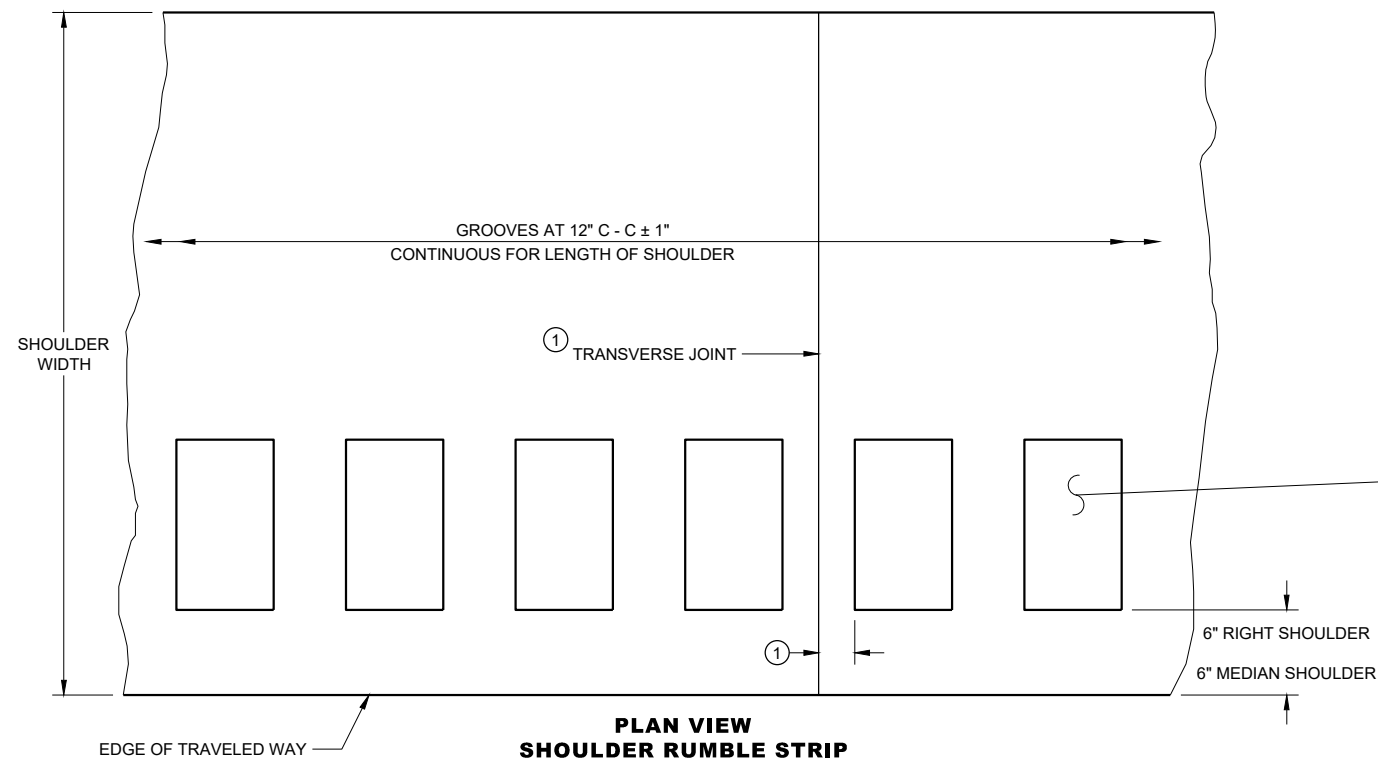 GROOVES AT 12" C - C ± 1"
CONTINUOUS FOR LENGTH OF SHOULDER
SHOULDER
WIDTH
1
TRANSVERSE JOINT
1
6" RIGHT SHOULDER
6" MEDIAN SHOULDER
EDGE OF TRAVELED WAY
PLAN VIEW
SHOULDER RUMBLE STRIP